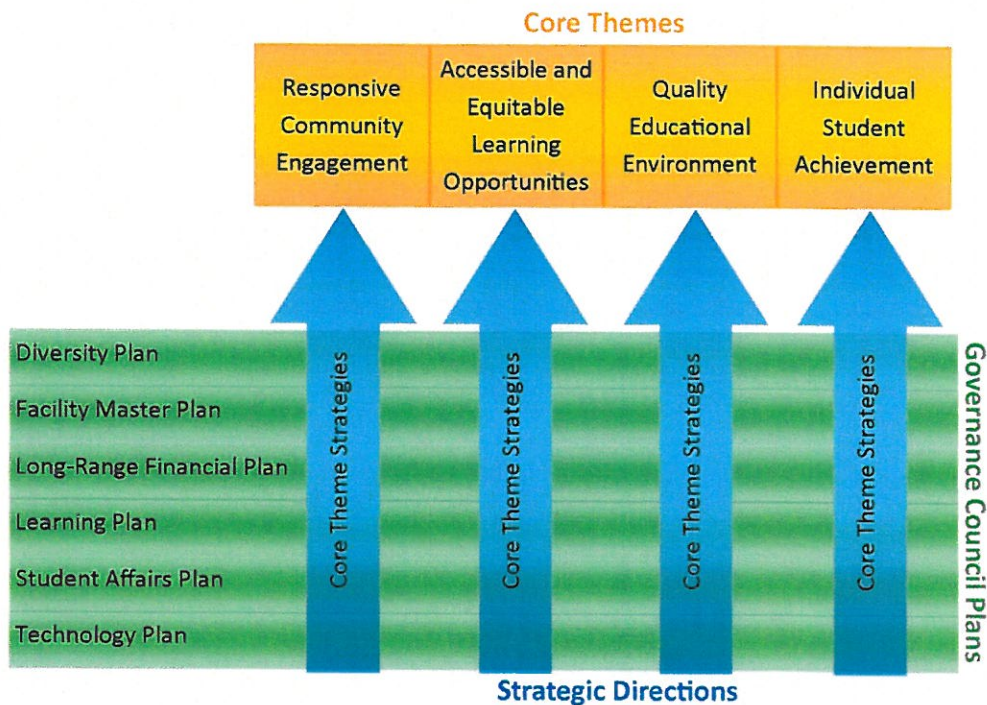 Core Themes
Responsive
Community
Engagement
Accessible and
Equitable
Learning
Opportunities
Quality
Educational
Environment
Individual
Student
Achievement
Diversity Plan
Facility Master Plan
Long-Range Financial Plan
Learning Plan
Student Affairs Plan
Technology Plan
Core Theme Strategies
Core Theme Strategies
Core Theme Strategies
Core Theme Strategies
Governance Council Plans
Strategic Directions